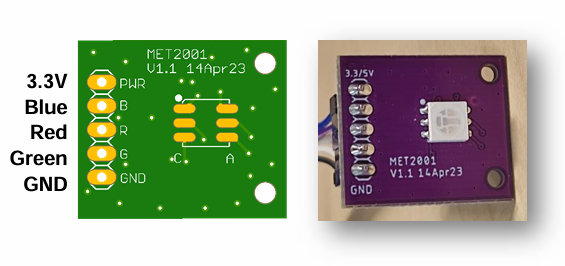 3.3V
Blue
Red
Green
GND
MET2001
V1.1 14Apr23
PWR
B
R
G
GND
C
A
3.3/5V
MET2001
V1.1 14Apr23
GND